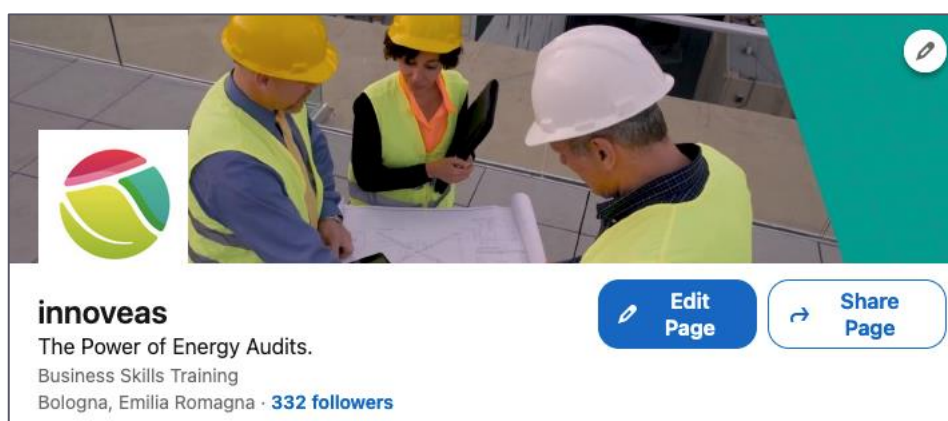 innoveas
The Power of Energy Audits.
Business Skills Training
Bologna, Emilia Romagna · 332 followers
Edit
Page
Share
Page